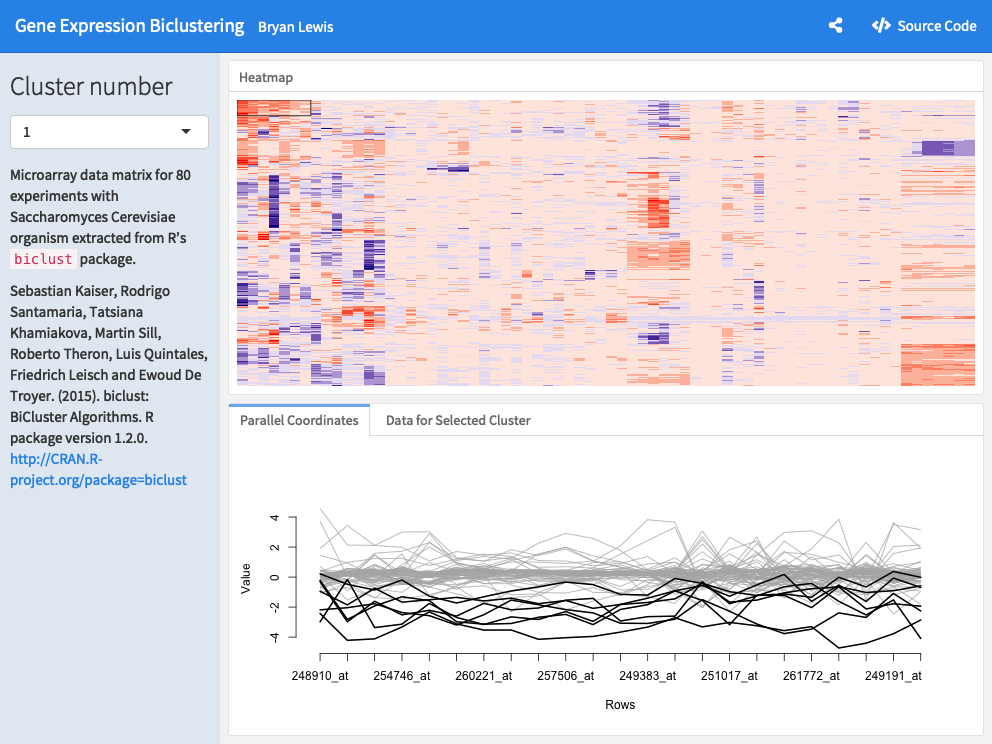 Gene Expression Biclustering Bryan Lewis Source Code
Cluster number
1
Microarray data matrix for 80
experiments with
Saccharomyces Cerevisiae
organism extracted from R's
biclust package.
Sebastian Kaiser, Rodrigo
Santamaria, Tatsiana
Khamiakova, Martin Sill,
Roberto Theron, Luis Quintales,
Friedrich Leisch and Ewoud De
Troyer. (2015). biclust:
BiCluster Algorithms. R
package version 1.2.0.
http://CRAN.R-
project.org/package=biclust
Heatmap
Parallel Coordinates Data for Selected Cluster
Value
4
2
0
-2
-4
248910_at 254746_at 260221_at 257506_at 249383_at 251017_at 261772_at 249191_at
Rows